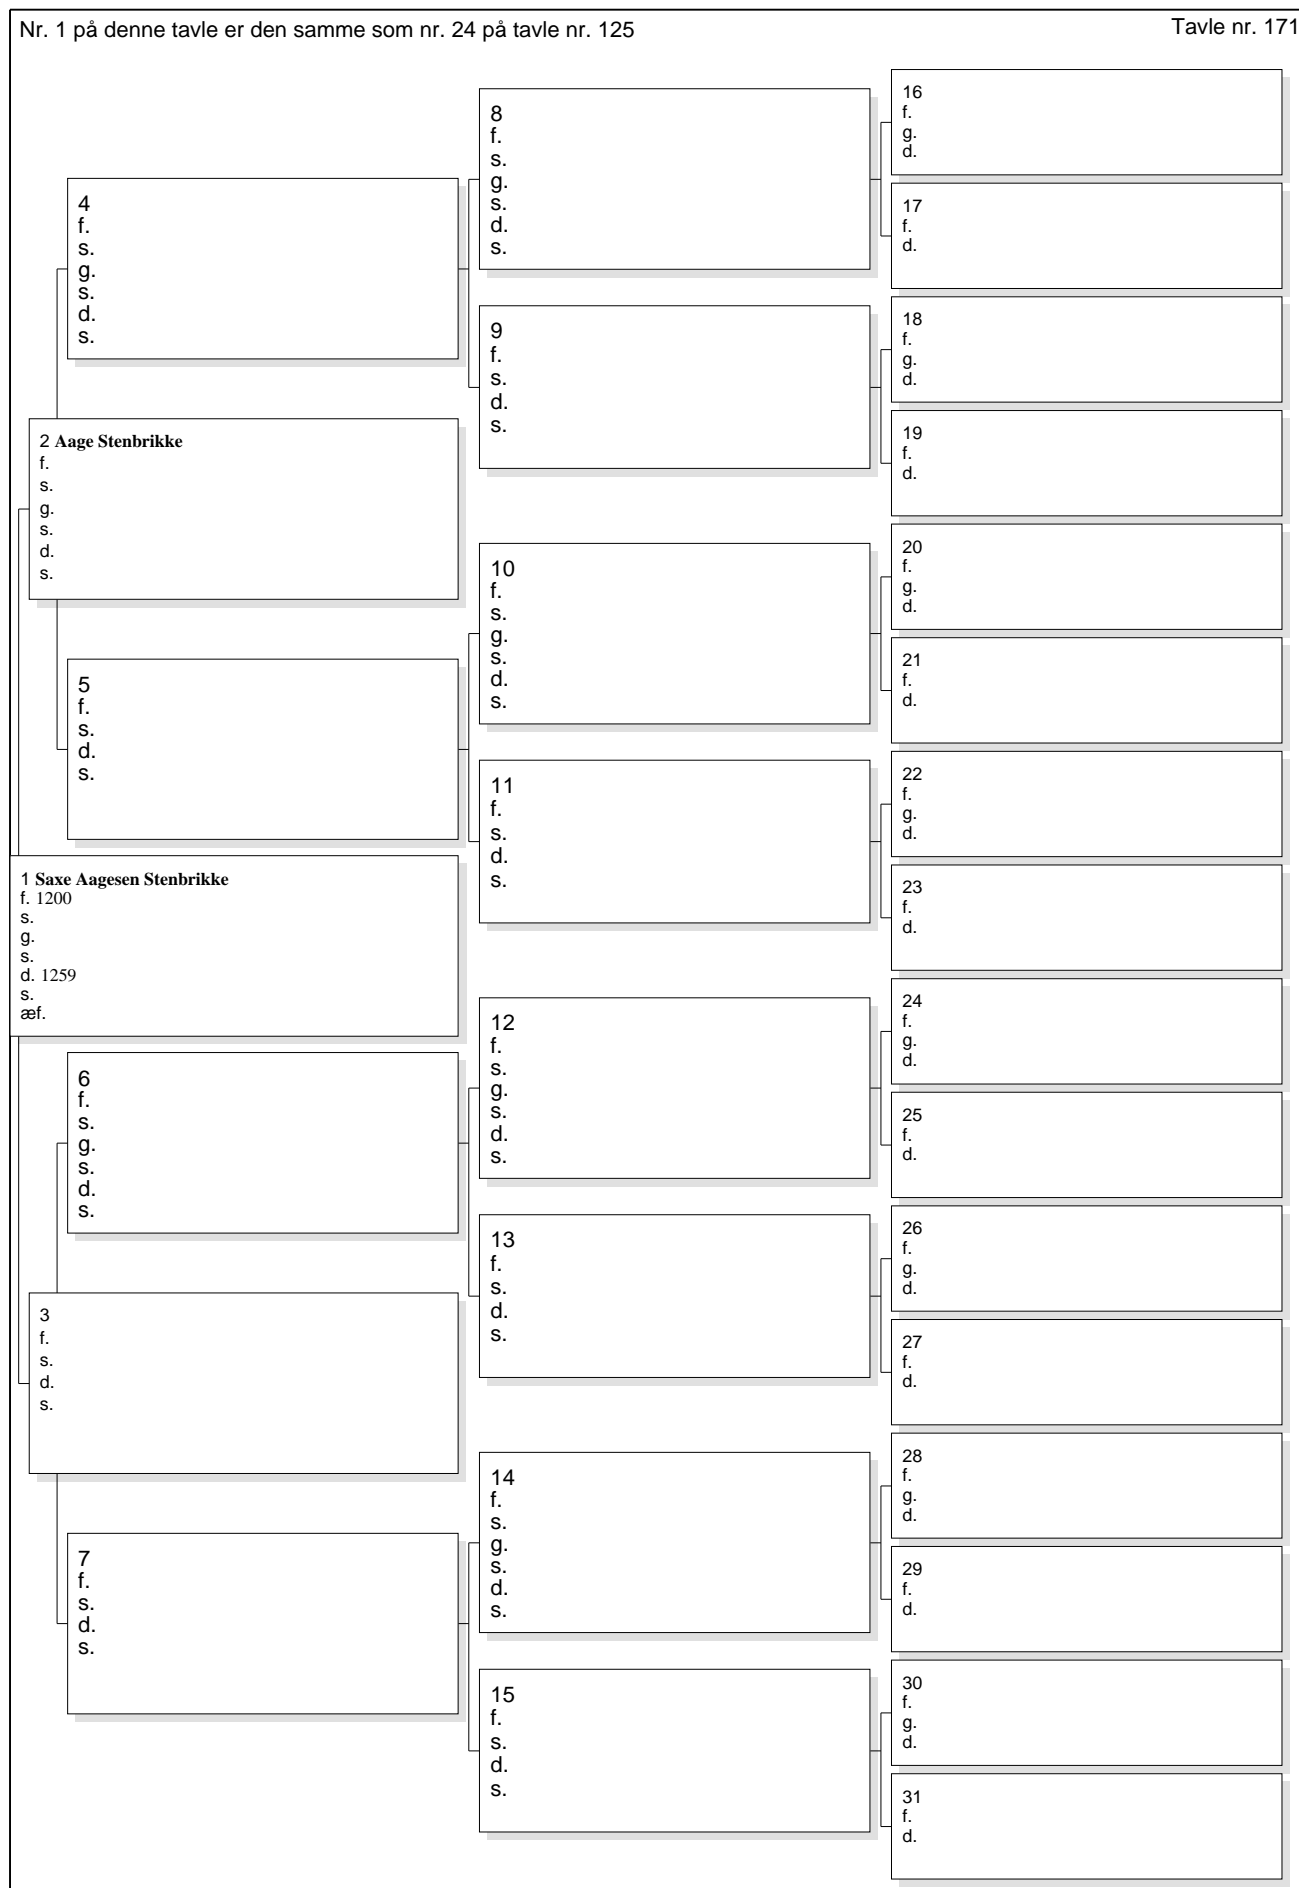 Nr. 1 på denne tavle er den samme som nr. 24 på tavle nr. 125
Tavle nr. 171
1 Saxe Aagesen Stenbrikke
f. 1200
s.
g.
s.
d. 1259
s.
æf.
2 Aage Stenbrikke
f.
s.
g.
s.
d.
s.
3
f.
s.
d.
s.
4
f.
s.
g.
s.
d.
s.
5
f.
s.
d.
s.
6
f.
s.
g.
s.
d.
s.
7
f.
s.
d.
s.
8
f.
s.
g.
s.
d.
s.
9
f.
s.
d.
s.
10
f.
s.
g.
s.
d.
s.
11
f.
s.
d.
s.
12
f.
s.
g.
s.
d.
s.
13
f.
s.
d.
s.
14
f.
s.
g.
s.
d.
s.
15
f.
s.
d.
s.
16
f.
g.
d.
17
f.
d.
18
f.
g.
d.
19
f.
d.
20
f.
g.
d.
21
f.
d.
22
f.
g.
d.
23
f.
d.
24
f.
g.
d.
25
f.
d.
26
f.
g.
d.
27
f.
d.
28
f.
g.
d.
29
f.
d.
30
f.
g.
d.
31
f.
d.